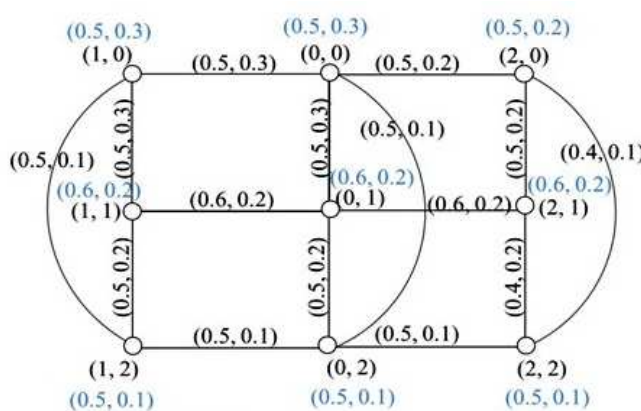 (0.5, 0.3) (0.5, 0.3) (0.5, 0.2)
(1, 0) (0, 0) (2, 0)
(0.5, 0.3) (0.5, 0.2)
(0.5, 0.3) (0.5, 0.3) (0.5, 0.2)
(0.5, 0.1) (0.5, 0.1) (0.4, 0.1)
(0.6, 0.2) (0.6, 0.2) (0.6, 0.2)
(1, 1) (0.6, 0.2) (0, 1) (0.6, 0.2) (2, 1)
(0.5, 0.2) (0.5, 0.2) (0.4, 0.2)
(0.5, 0.1) (0.5, 0.1)
(1, 2) (0, 2) (2, 2)
(0.5, 0.1) (0.5, 0.1) (0.5, 0.1)